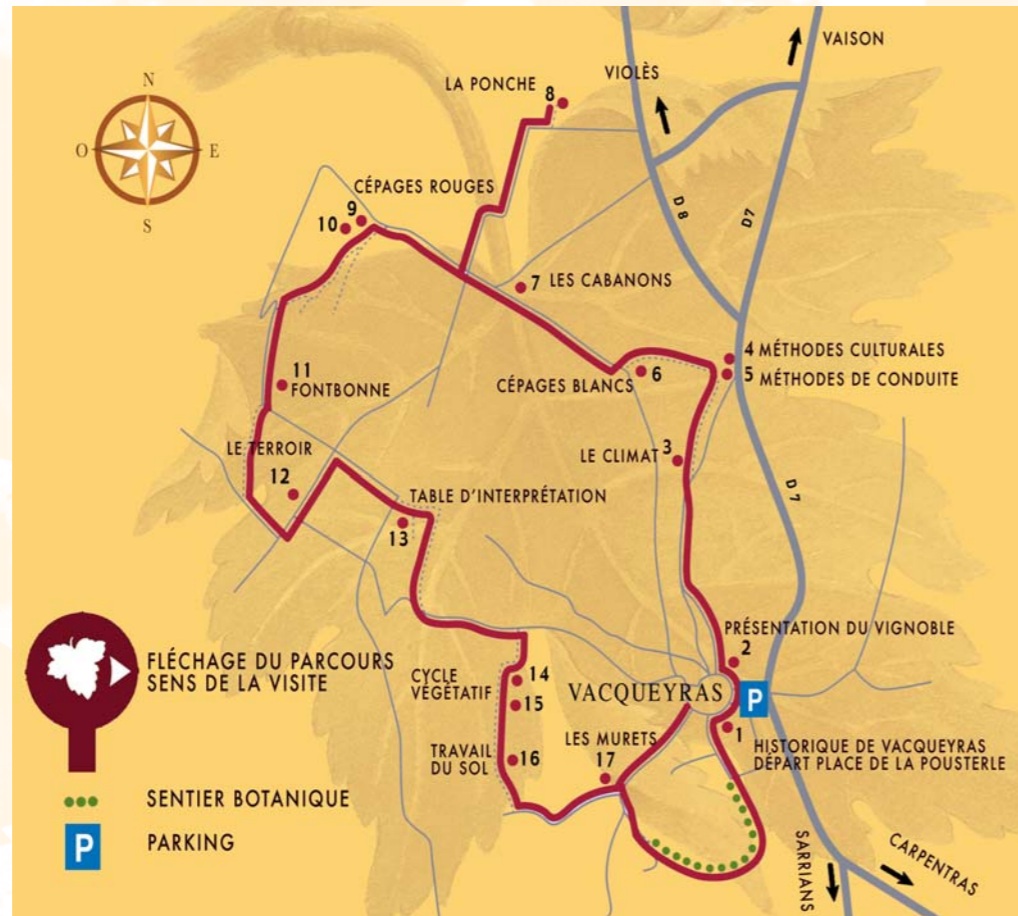 N
O
E
S
LA PONCHE
8
VIOLÈS
VAISON
CÉPAGES ROUGES
9
10
D 8
D7
7 LES CABANONS
4 MÉTHODES CULTURALES
5 MÉTHODES DE CONDUITE
CÉPAGES BLANCS 6
11
FONTBONNE
LE CLIMAT 3
LE TERROIR
12
TABLE D'INTERPRÉTATION
13
D 7
PRÉSENTATION DU VIGNOBLE
2
FLÉCHAGE DU PARCOURS
SENS DE LA VISITE
CYCLE
VÉGÉTATIF
14
15
VACQUEYRAS
P
1
HISTORIQUE DE VACQUEYRAS
DÉPART PLACE DE LA POUSTERLE
TRAVAIL
DU SOL
16
LES MURETS
17
SENTIER BOTANIQUE
P
PARKING
SARRIANS
CARPENTRAS